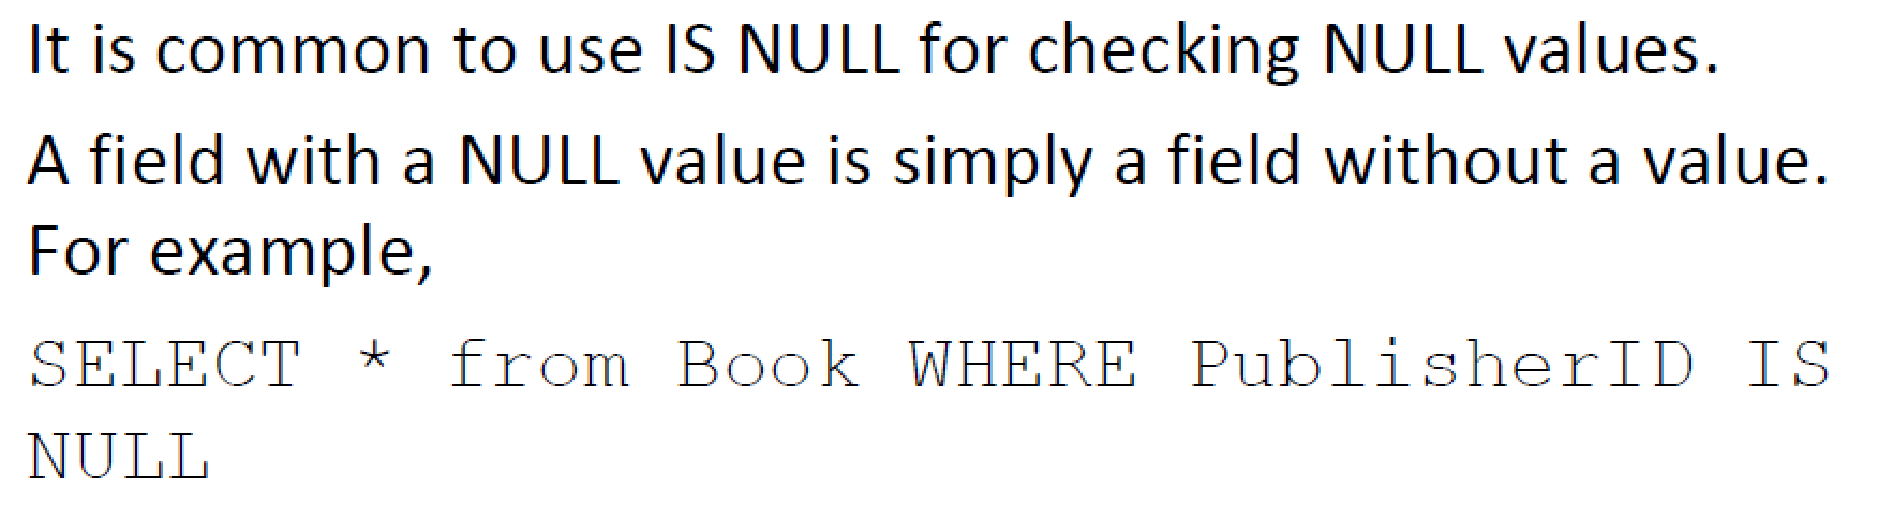 It is common to use IS NULL for checking NULL values.
A field with a NULL value is simply a field without a value.
For example,
SELECT * from Book WHERE PublisherID IS
NULL